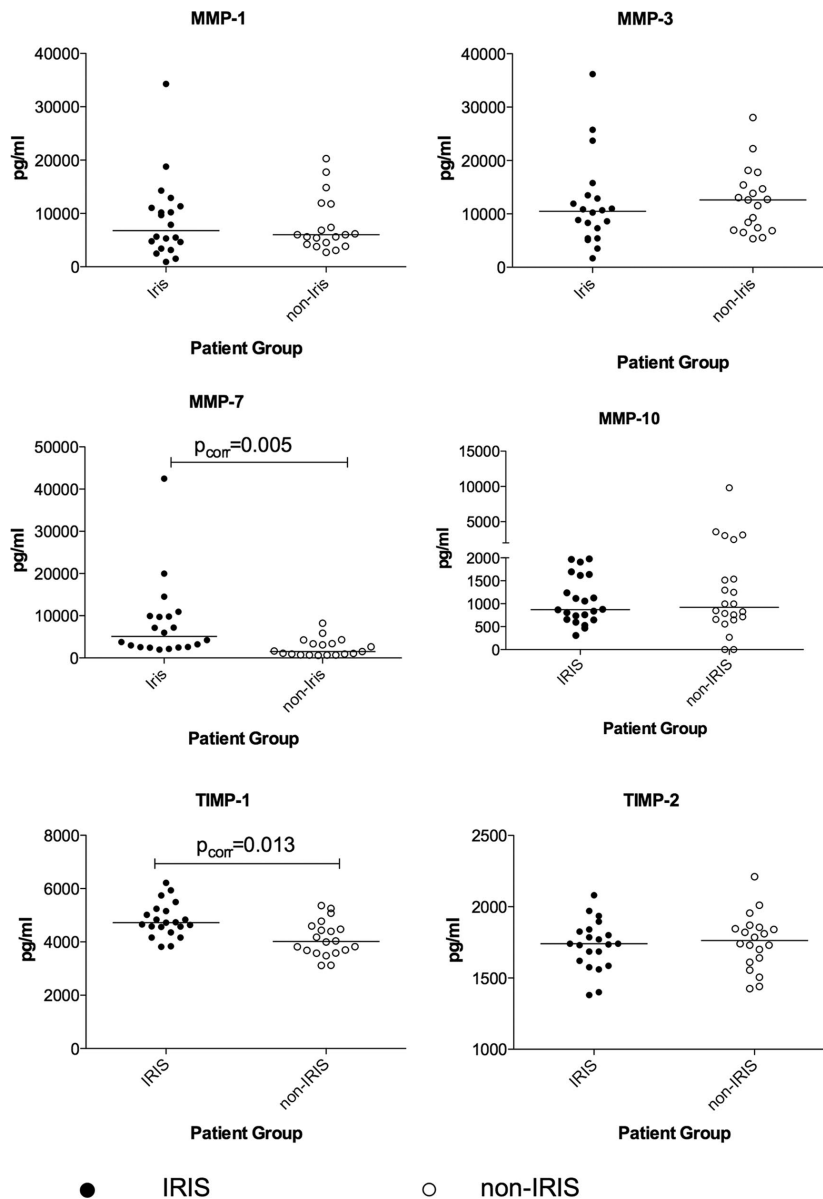 MMP-1
40000
30000
20000
10000
0
pg/ml
Iris
non-Iris
Patient Group
MMP-3
40000
30000
20000
10000
0
pg/ml
Iris
non-Iris
Patient Group
MMP-7
pcorr=0.005
50000
40000
30000
20000
10000
0
pg/ml
Iris
non-Iris
Patient Group
MMP-10
15000
10000
5000
2000
1500
1000
500
0
pg/ml
IRIS
non-IRIS
Patient Group
TIMP-1
pcorr=0.013
8000
6000
4000
2000
0
pg/ml
IRIS
non-IRIS
Patient Group
TIMP-2
2500
2000
1500
1000
pg/ml
IRIS
non-IRIS
Patient Group
IRIS
non-IRIS